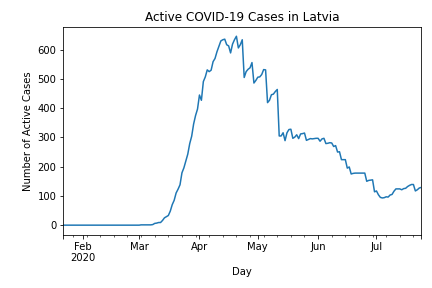 Active COVID-19 Cases in Latvia
Number of Active Cases
600
500
400
300
200
100
0
Feb Mar Apr May Jun Jul
2020
Day